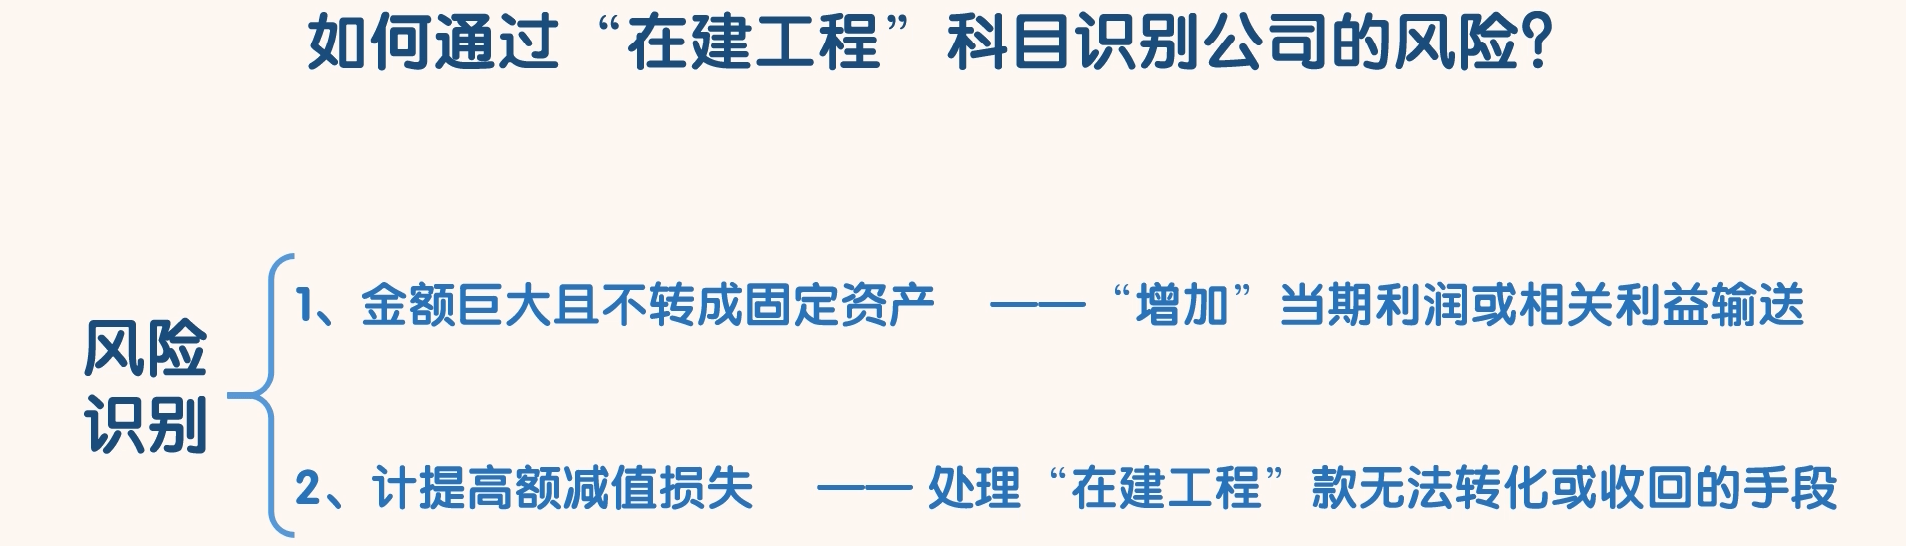 如何通过“在建工程”科目识别公司的风险？
风险
识别
1、金额巨大且不转成固定资产 ——“增加”当期利润或相关利益输送
2、计提高额减值损失 ——处理“在建工程”款无法转化或收回的手段